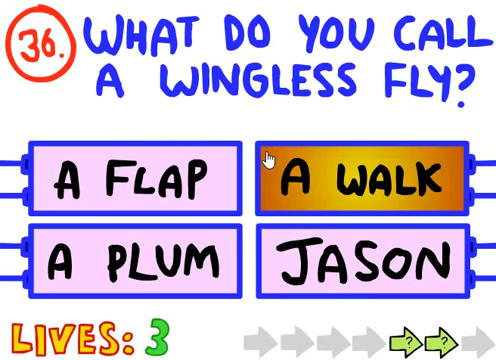 36. WHAT DO YOU CALL
A WINGLESS FLY?
A FLAP
A WALK
A PLUM
JASON
LIVES: 3
? ?